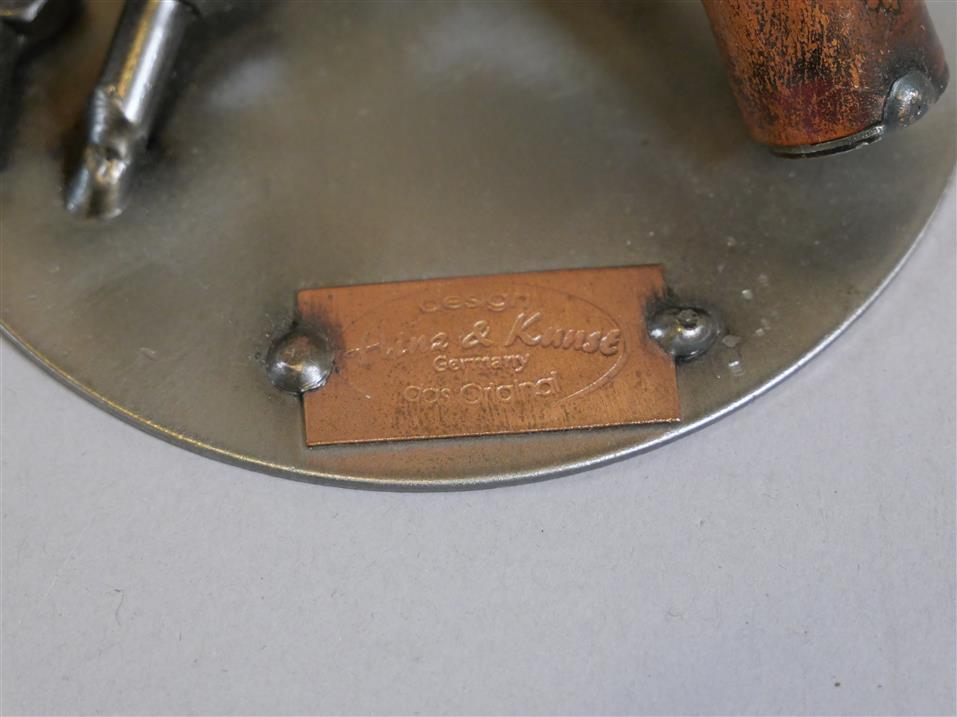 design
Hinz & Kunst
Germany
das Original